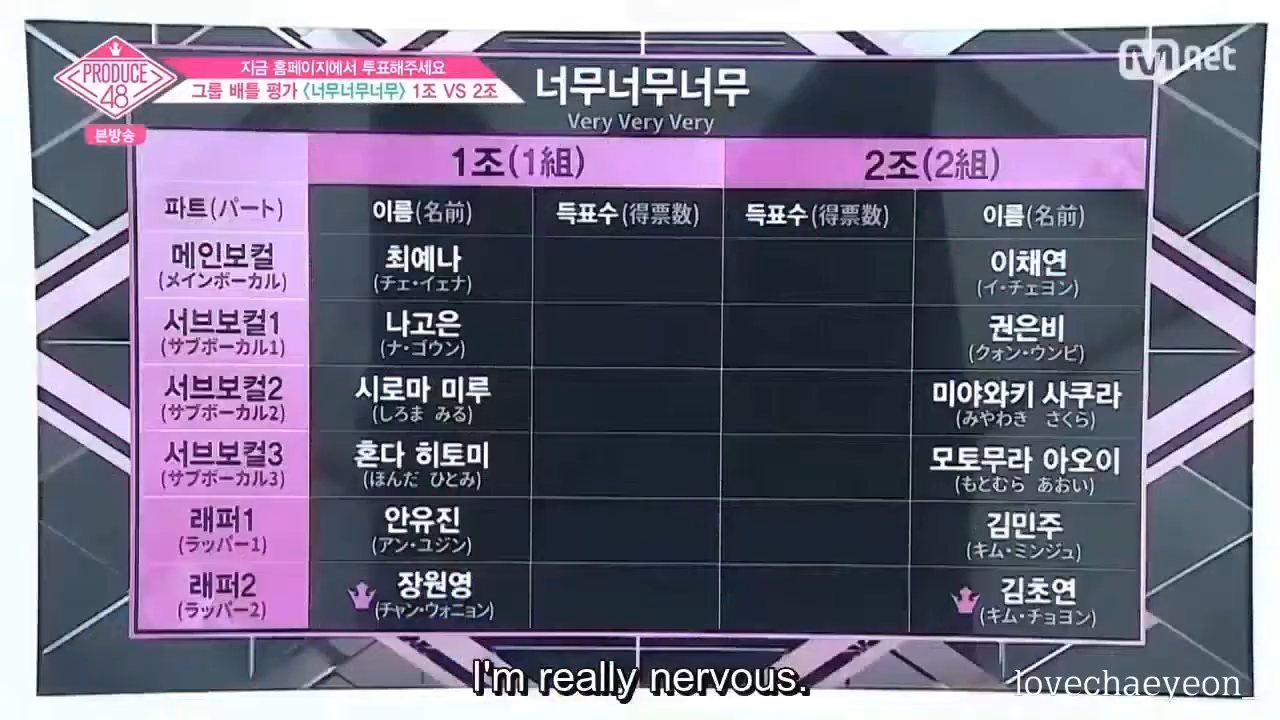 PRODUCE
48
본방송
지금 홈페이지에서 투표해주세요
그룹 배틀 평가 <너무너무너무> 1조 VS 2조
Mnet
너무너무너무
Very Very Very
1조(1組) 2조(2組)
파트(パート) 이름(名前) 득표수(得票数) 득표수(得票数) 이름(名前)
메인보컬 최예나 이채연
(メインボーカル) (チェ・イェナ) (イ・チェヨン)
서브보컬1 나고은 권은비
(サブボーカル1) (ナ・ゴウン) (クォン・ウンビ)
서브보컬2 시로마 미루 미야와키 사쿠라
(サブボーカル2) (しろま みる) (みやわき さくら)
서브보컬3 혼다 히토미 모토무라 아오이
(サブボーカル3) (ほんだ ひとみ) (もとむら あおい)
래퍼1 안유진 김민주
(ラッパー1) (アン・ユジン) (キム・ミンジュ)
래퍼2 장원영 김초연
(ラッパー2) (チャン・ウォニョン) (キム・チョヨン)
I'm really nervous.
lovechaeyeon_